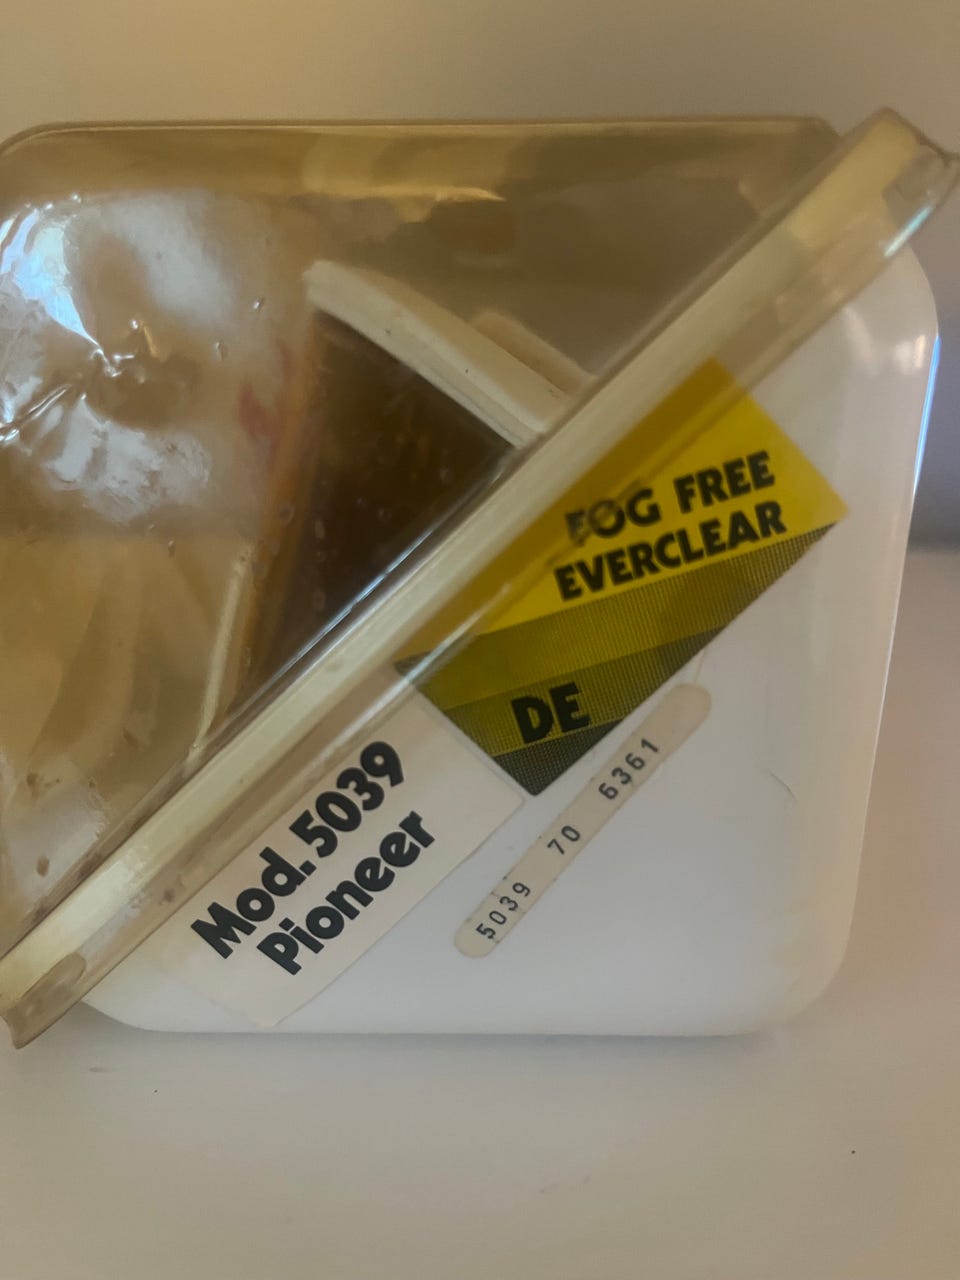 FOG FREE
EVERCLEAR
DE
Mod. 5039
Pioneer
5039 70 6361